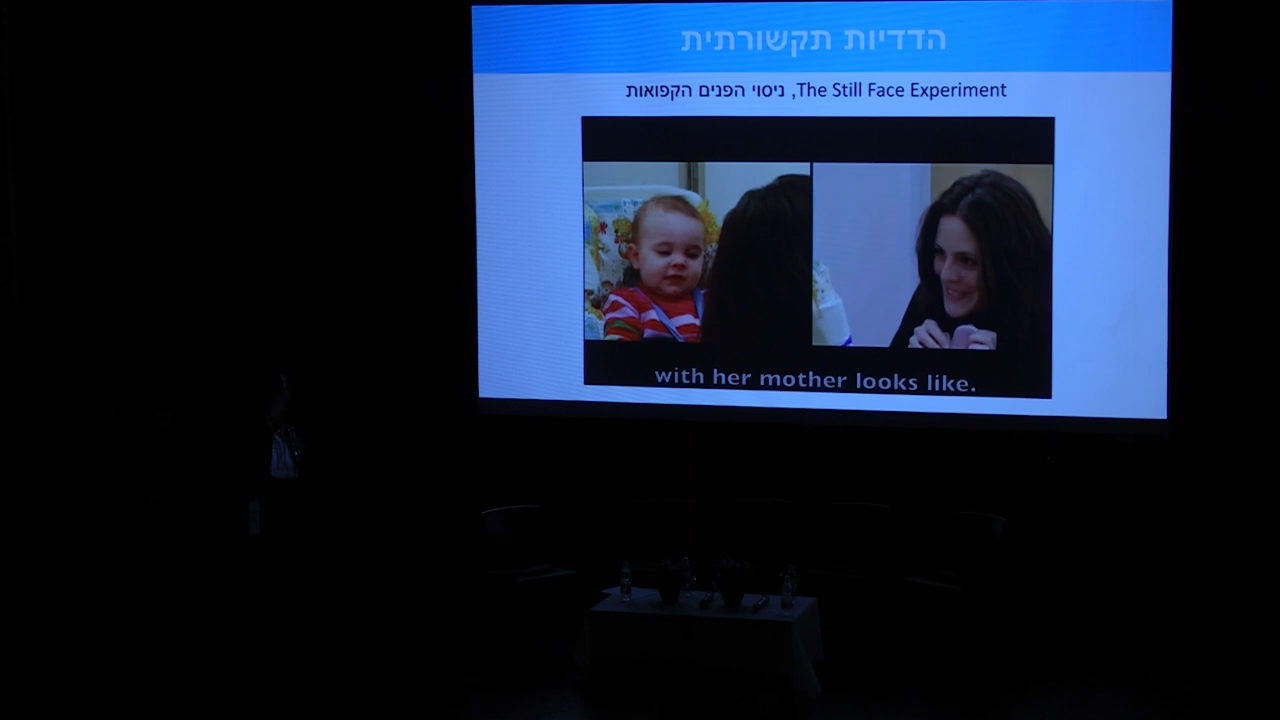 הדדיות תקשורתית
The Still Face Experiment, ניסוי הפנים הקפואות
with her mother looks like.